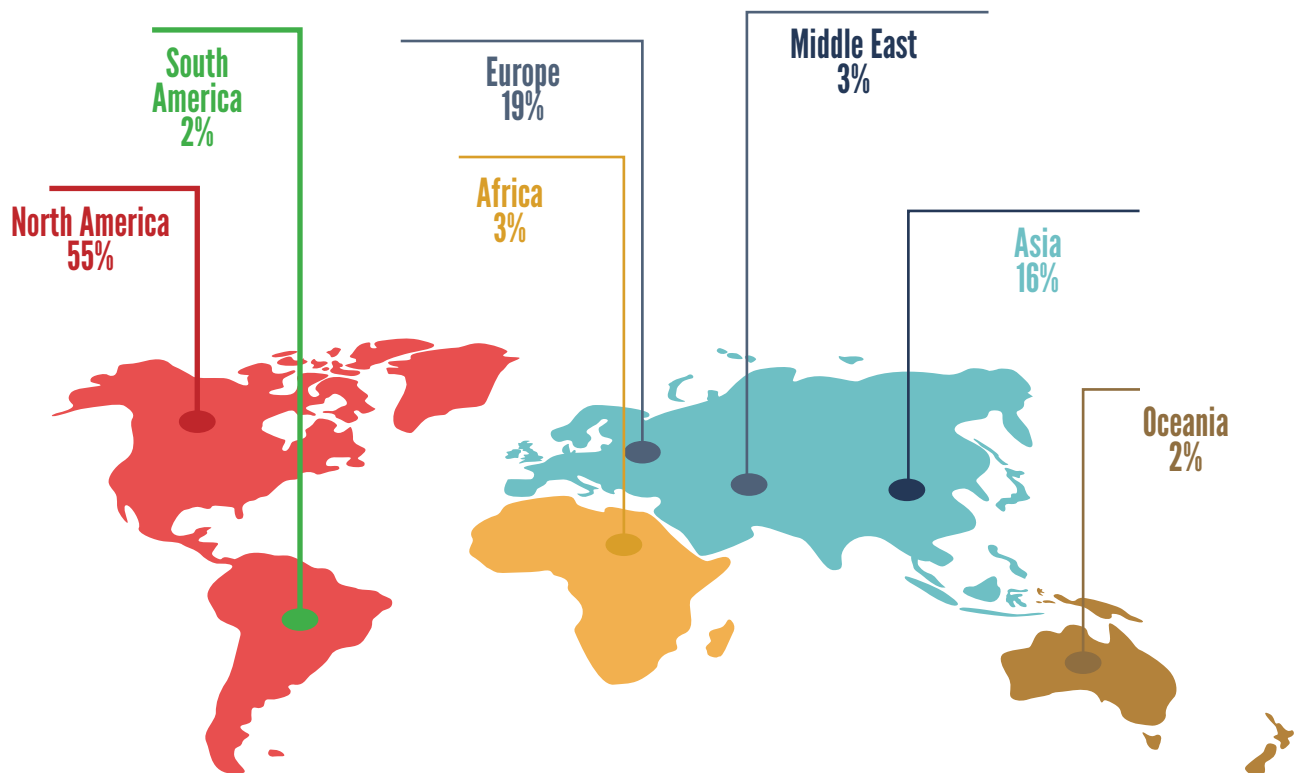 South
America
2%
North America
55%
Europe
19%
Africa
3%
Middle East
3%
Asia
16%
Oceania
2%